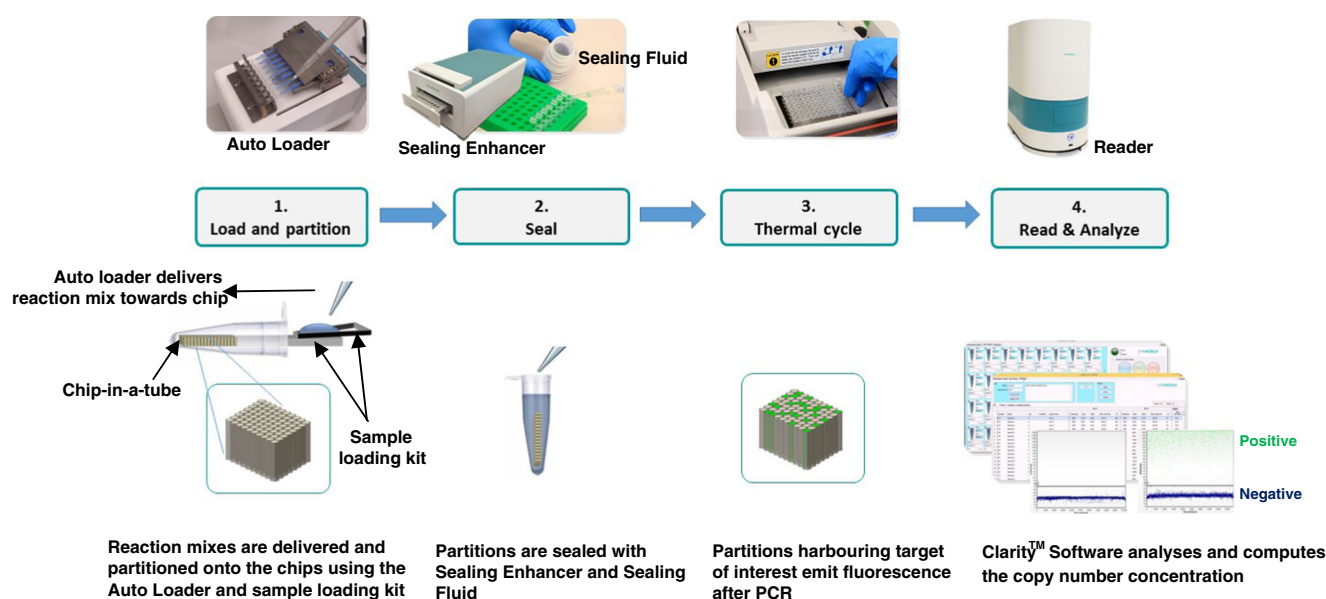 Sealing Fluid
Auto Loader
Sealing Enhancer
Reader
1.
Load and partition
2.
Seal
3.
Thermal cycle
4.
Read & Analyze
Auto loader delivers
reaction mix towards chip
Chip-in-a-tube
Sample
loading kit
Positive
Negative
Reaction mixes are delivered and
partitioned onto the chips using the
Auto Loader and sample loading kit
Partitions are sealed with
Sealing Enhancer and Sealing
Fluid
Partitions harbouring target
of interest emit fluorescence
after PCR
Clarity™ Software analyses and computes
the copy number concentration